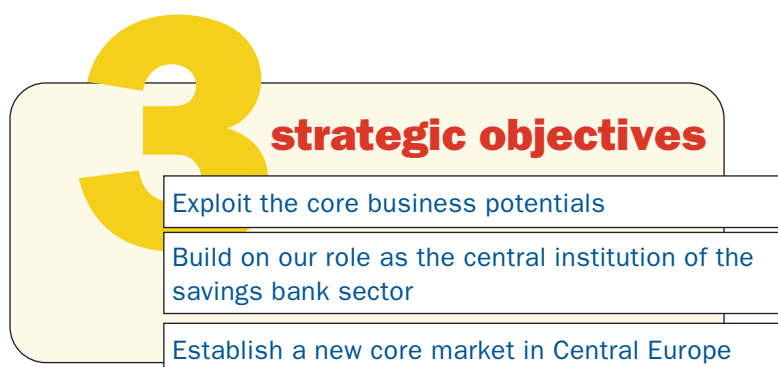 3 strategic objectives
Exploit the core business potentials
Build on our role as the central institution of the
savings bank sector
Establish a new core market in Central Europe